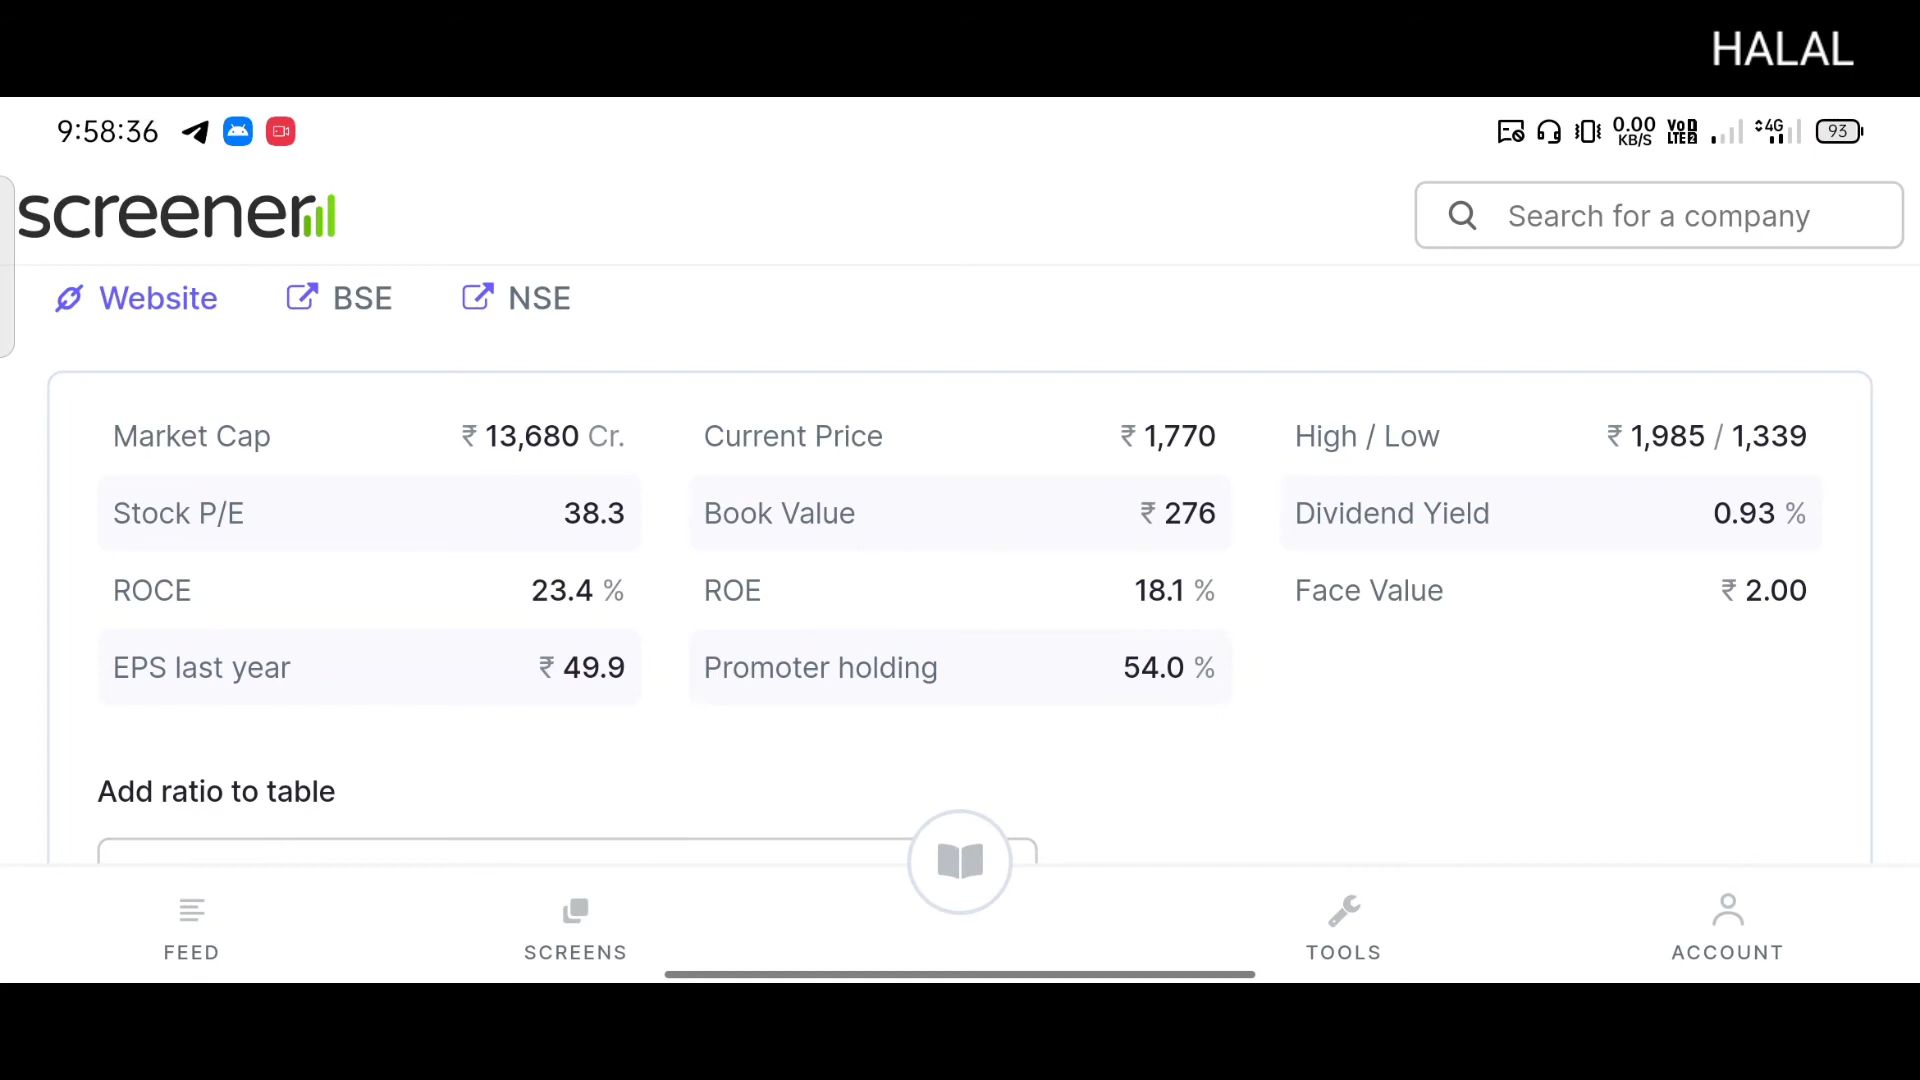 HALAL
9:58:36 0.00 KB/S VoD LTE2 4G 93
screener
Search for a company
Website BSE NSE
Market Cap ₹ 13,680 Cr. Current Price ₹ 1,770 High / Low ₹ 1,985 / 1,339
Stock P/E 38.3 Book Value ₹ 276 Dividend Yield 0.93 %
ROCE 23.4 % ROE 18.1 % Face Value ₹ 2.00
EPS last year ₹ 49.9 Promoter holding 54.0 %
Add ratio to table
FEED SCREENS TOOLS ACCOUNT